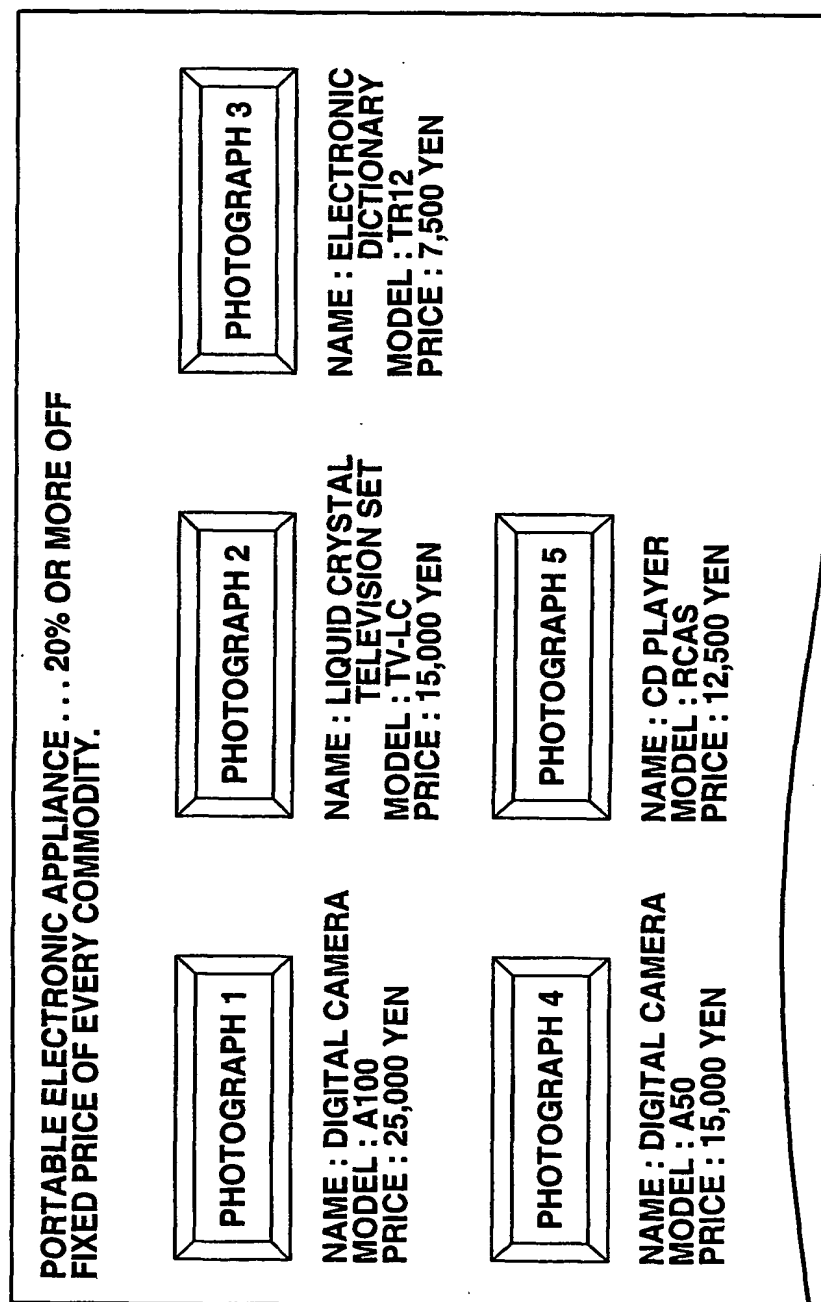 PORTABLE ELECTRONIC APPLIANCE....20% OR MORE OFF
FIXED PRICE OF EVERY COMMODITY.
PHOTOGRAPH 1
NAME : DIGITAL CAMERA
MODEL : A100
PRICE : 25,000 YEN
PHOTOGRAPH 2
NAME : LIQUID CRYSTAL
TELEVISION SET
MODEL : TV-LC
PRICE : 15,000 YEN
PHOTOGRAPH 3
NAME : ELECTRONIC
DICTIONARY
MODEL : TR12
PRICE : 7,500 YEN
PHOTOGRAPH 4
NAME : DIGITAL CAMERA
MODEL : A50
PRICE : 15,000 YEN
PHOTOGRAPH 5
NAME : CD PLAYER
MODEL : RCAS
PRICE : 12,500 YEN